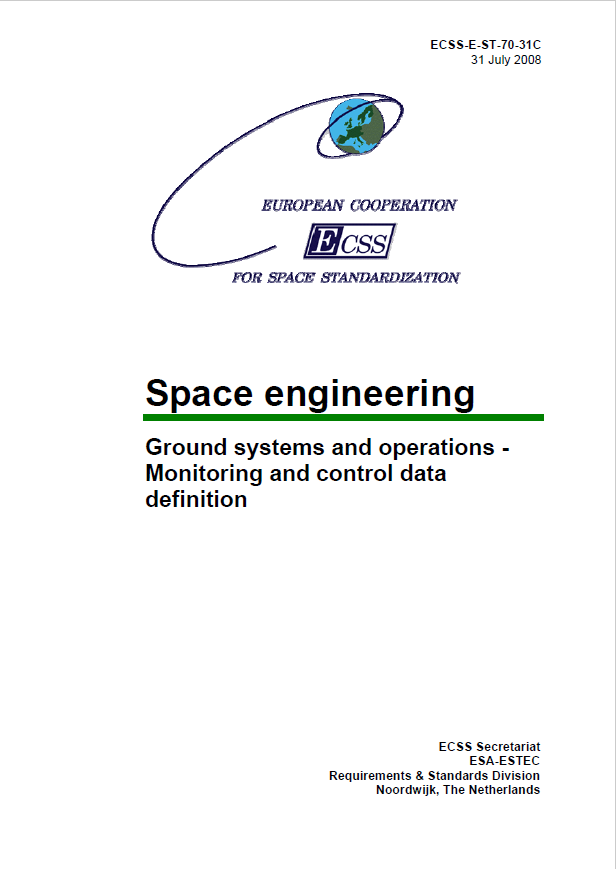 ECSS-E-ST-70-31C
31 July 2008
EUROPEAN COOPERATION
ECSS
FOR SPACE STANDARDIZATION
Space engineering
Ground systems and operations -
Monitoring and control data
definition
ECSS Secretariat
ESA-ESTEC
Requirements & Standards Division
Noordwijk, The Netherlands